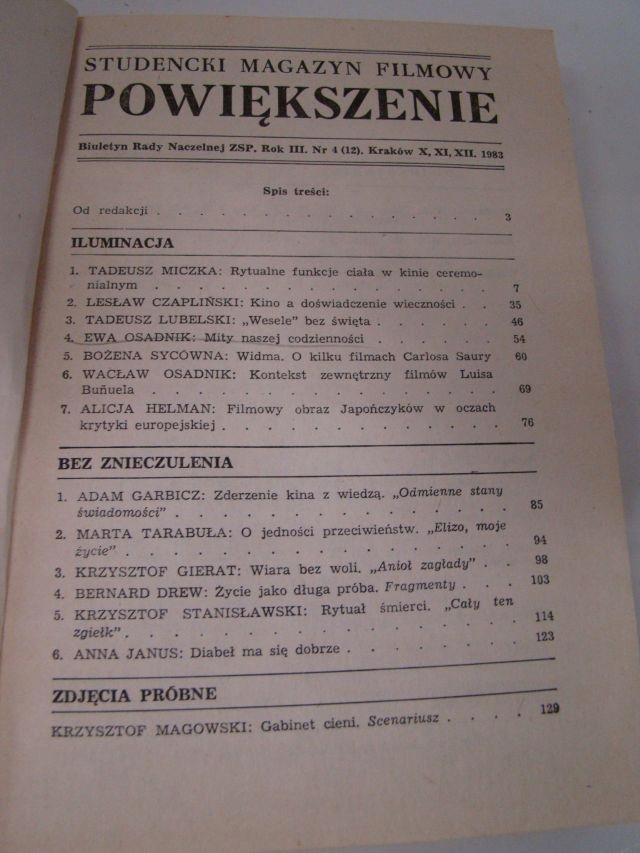 STUDENCKI MAGAZYN FILMOWY
POWIĘKSZENIE
Biuletyn Rady Naczelnej ZSP. Rok III. Nr 4 (12). Kraków X, XI, XII. 1983
Spis treści:
Od redakcji . . . . . . . . . . . . . . . . 3
ILUMINACJA
1. TADEUSZ MICZKA: Rytualne funkcje ciała w kinie ceremo-
nialnym . . . . . . . . . . . . . . . . 7
2. LESŁAW CZAPLIŃSKI: Kino a doświadczenie wieczności . . 35
3. TADEUSZ LUBELSKI: „Wesele” bez święta . . . . . . 46
4. EWA OSADNIK: Mity naszej codzienności . . . . . . 54
5. BOŻENA SYCÓWNA: Widma. O kilku filmach Carlosa Saury 60
6. WACŁAW OSADNIK: Kontekst zewnętrzny filmów Luisa
Buñuela . . . . . . . . . . . . . . . . 69
7. ALICJA HELMAN: Filmowy obraz Japończyków w oczach
krytyki europejskiej . . . . . . . . . . . . 76
BEZ ZNIECZULENIA
1. ADAM GARBICZ: Zderzenie kina z wiedzą. „Odmienne stany
świadomości” . . . . . . . . . . . . . . 85
2. MARTA TARABUŁA: O jedności przeciwieństw. „Elizo, moje
życie” . . . . . . . . . . . . . . . . 94
3. KRZYSZTOF GIERAT: Wiara bez woli. „Anioł zagłady” . . 98
4. BERNARD DREW: Życie jako długa próba. Fragmenty . . . 103
5. KRZYSZTOF STANISŁAWSKI: Rytuał śmierci. „Cały ten
zgiełk” . . . . . . . . . . . . . . . . 114
6. ANNA JANUS: Diabeł ma się dobrze . . . . . . . 123
ZDJĘCIA PRÓBNE
KRZYSZTOF MAGOWSKI: Gabinet cieni. Scenariusz . . . . 129